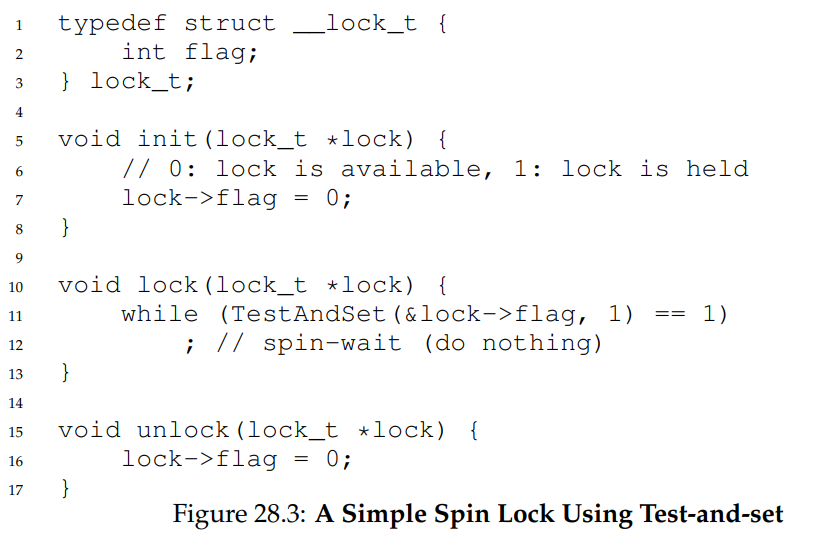 1 typedef struct __lock_t {
2 int flag;
3 } lock_t;
4
5 void init(lock_t *lock) {
6 // 0: lock is available, 1: lock is held
7 lock->flag = 0;
8 }
9
10 void lock(lock_t *lock) {
11 while (TestAndSet(&lock->flag, 1) == 1)
12 ; // spin-wait (do nothing)
13 }
14
15 void unlock(lock_t *lock) {
16 lock->flag = 0;
17 }
Figure 28.3: A Simple Spin Lock Using Test-and-set